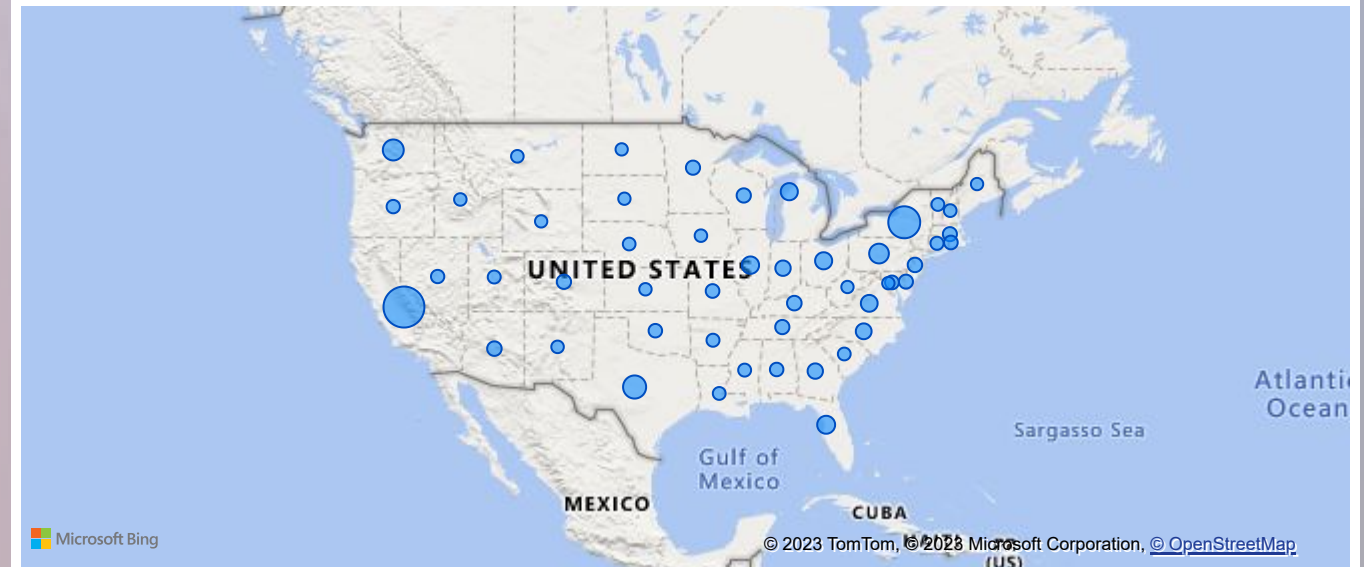 UNITED STATES
Atlantic
Ocean
Sargasso Sea
Gulf of
Mexico
MEXICO
CUBA
Microsoft Bing
© 2023 TomTom, © 2023 Microsoft Corporation, © OpenStreetMap
(US)